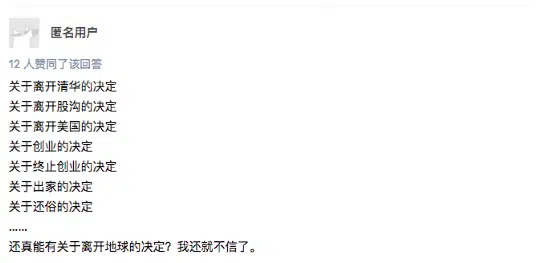 匿名用户
12 人赞同了该回答
关于离开清华的决定
关于离开股沟的决定
关于离开美国的决定
关于创业的决定
关于终止创业的决定
关于出家的决定
关于还俗的决定
……
还真能有关于离开地球的决定？我还就不信了。